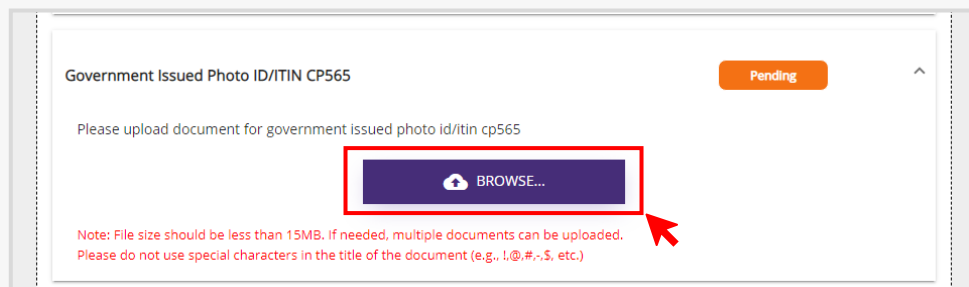 Government Issued Photo ID/ITIN CP565
Pending
Please upload document for government issued photo id/itin cp565
BROWSE...
Note: File size should be less than 15MB. If needed, multiple documents can be uploaded.
Please do not use special characters in the title of the document (e.g., !,@,#,-,$, etc.)